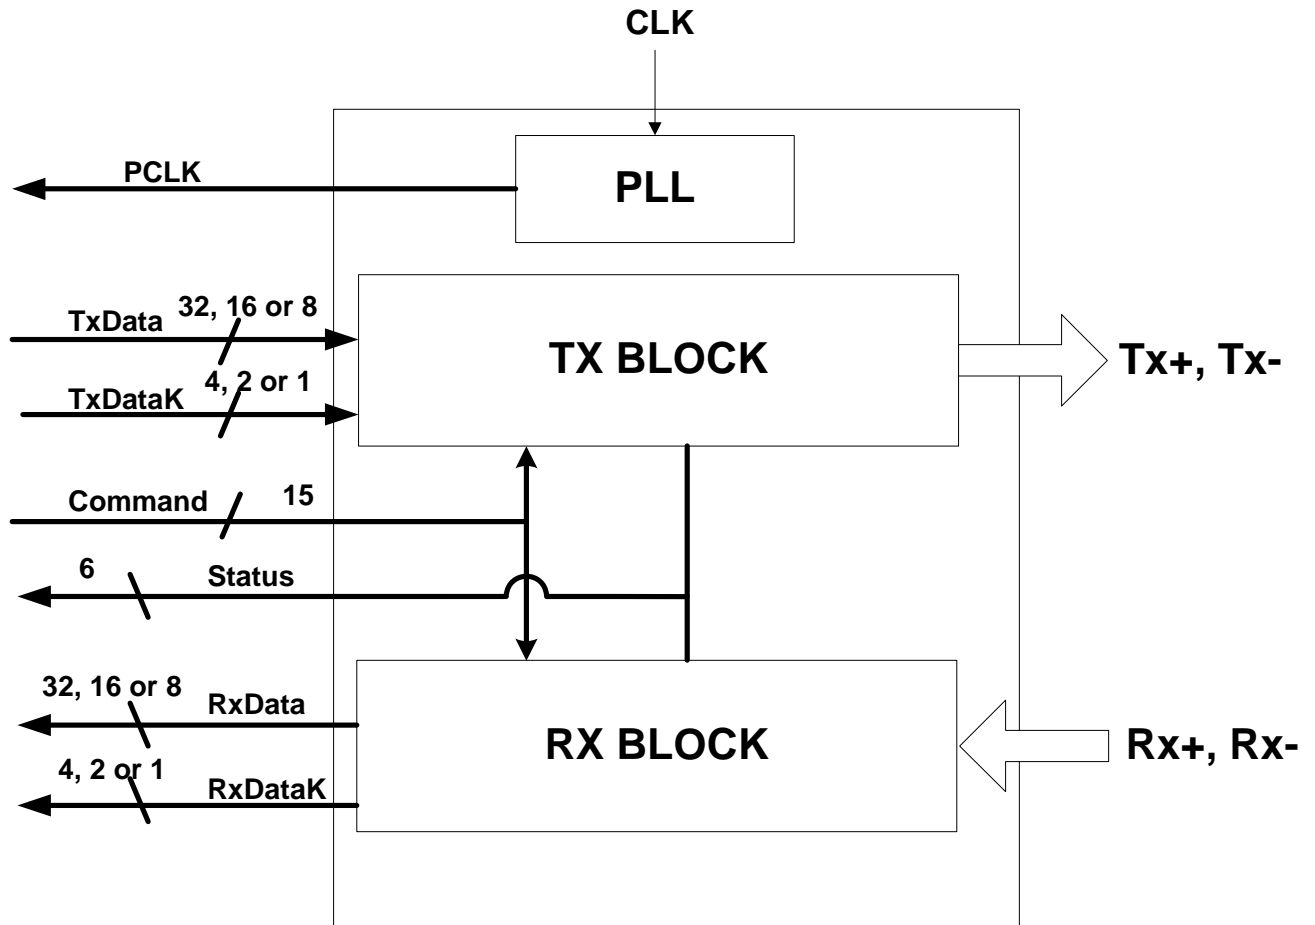 CLK
PCLK
PLL
32, 16 or 8
TxData
TX BLOCK
Tx+, Tx-
4, 2 or 1
TxDataK
Command
15
6
Status
32, 16 or 8
RxData
RX BLOCK
Rx+, Rx-
4, 2 or 1
RxDataK